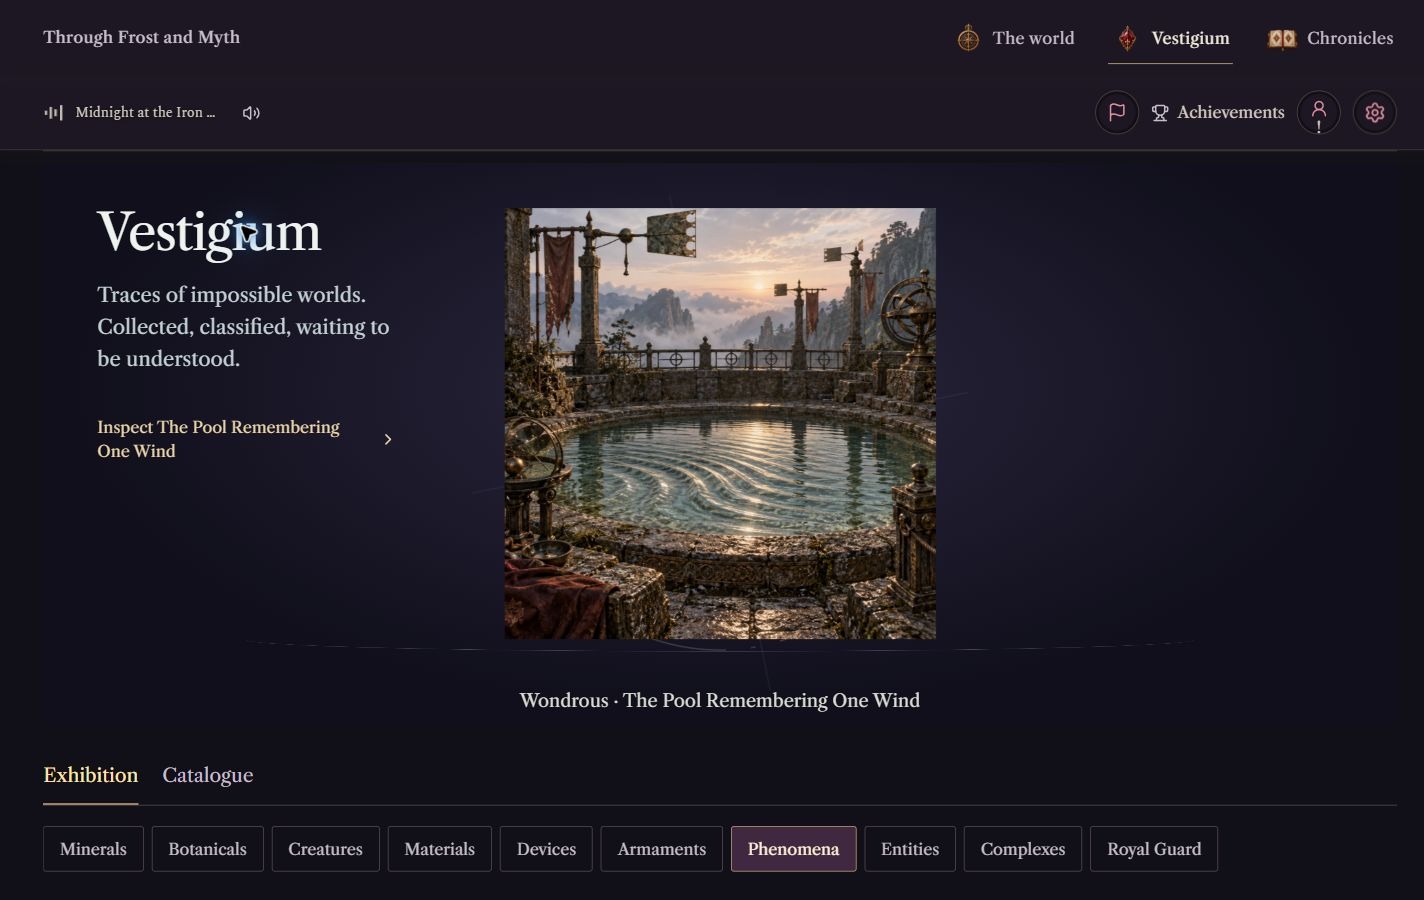 Through Frost and Myth
The world
Vestigium
Chronicles
Midnight at the Iron ...
Achievements
!
Vestigium
Traces of impossible worlds.
Collected, classified, waiting to
be understood.
Inspect The Pool Remembering
One Wind
Wondrous · The Pool Remembering One Wind
Exhibition
Catalogue
Minerals
Botanicals
Creatures
Materials
Devices
Armaments
Phenomena
Entities
Complexes
Royal Guard